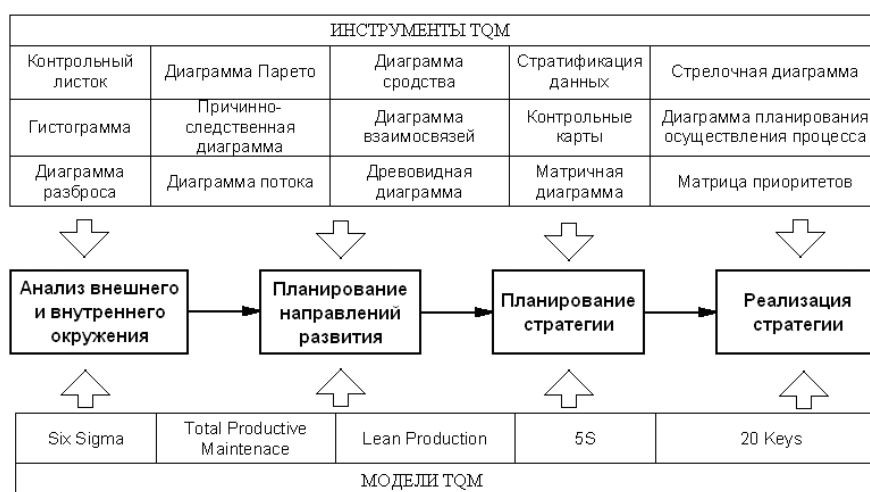 ИНСТРУМЕНТЫ TQM
Контрольный
листок
Диаграмма Парето
Диаграмма
сродства
Стратификация
данных
Стрелочная диаграмма
Гистограмма
Причинно-
следственная
диаграмма
Диаграмма
взаимосвязей
Контрольные
карты
Диаграмма планирования
осуществления процесса
Диаграмма
разброса
Диаграмма потока
Древовидная
диаграмма
Матричная
диаграмма
Матрица приоритетов
Анализ внешнего
и внутреннего
окружения
Планирование
направлений
развития
Планирование
стратегии
Реализация
стратегии
Six Sigma
Total Productive
Maintenace
Lean Production
5S
20 Keys
МОДЕЛИ TQM